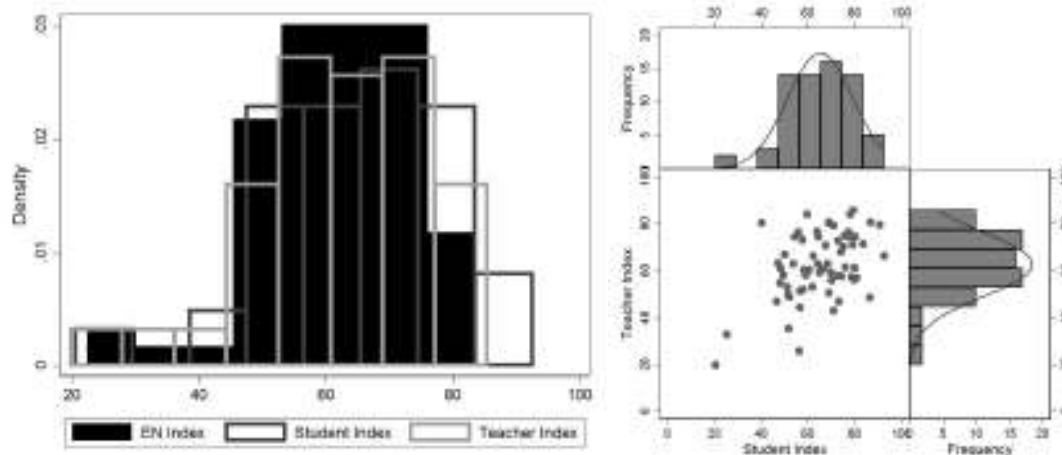 .03
.02
.01
0
Density
20 40 60 80 100
EN Index Student Index Teacher Index
20 40 60 80 100
20
15
10
5
Frequency
100
80
60
40
20
0
Teacher Index
0 20 40 60 80 100
Student Index
5 10 15 20
Frequency